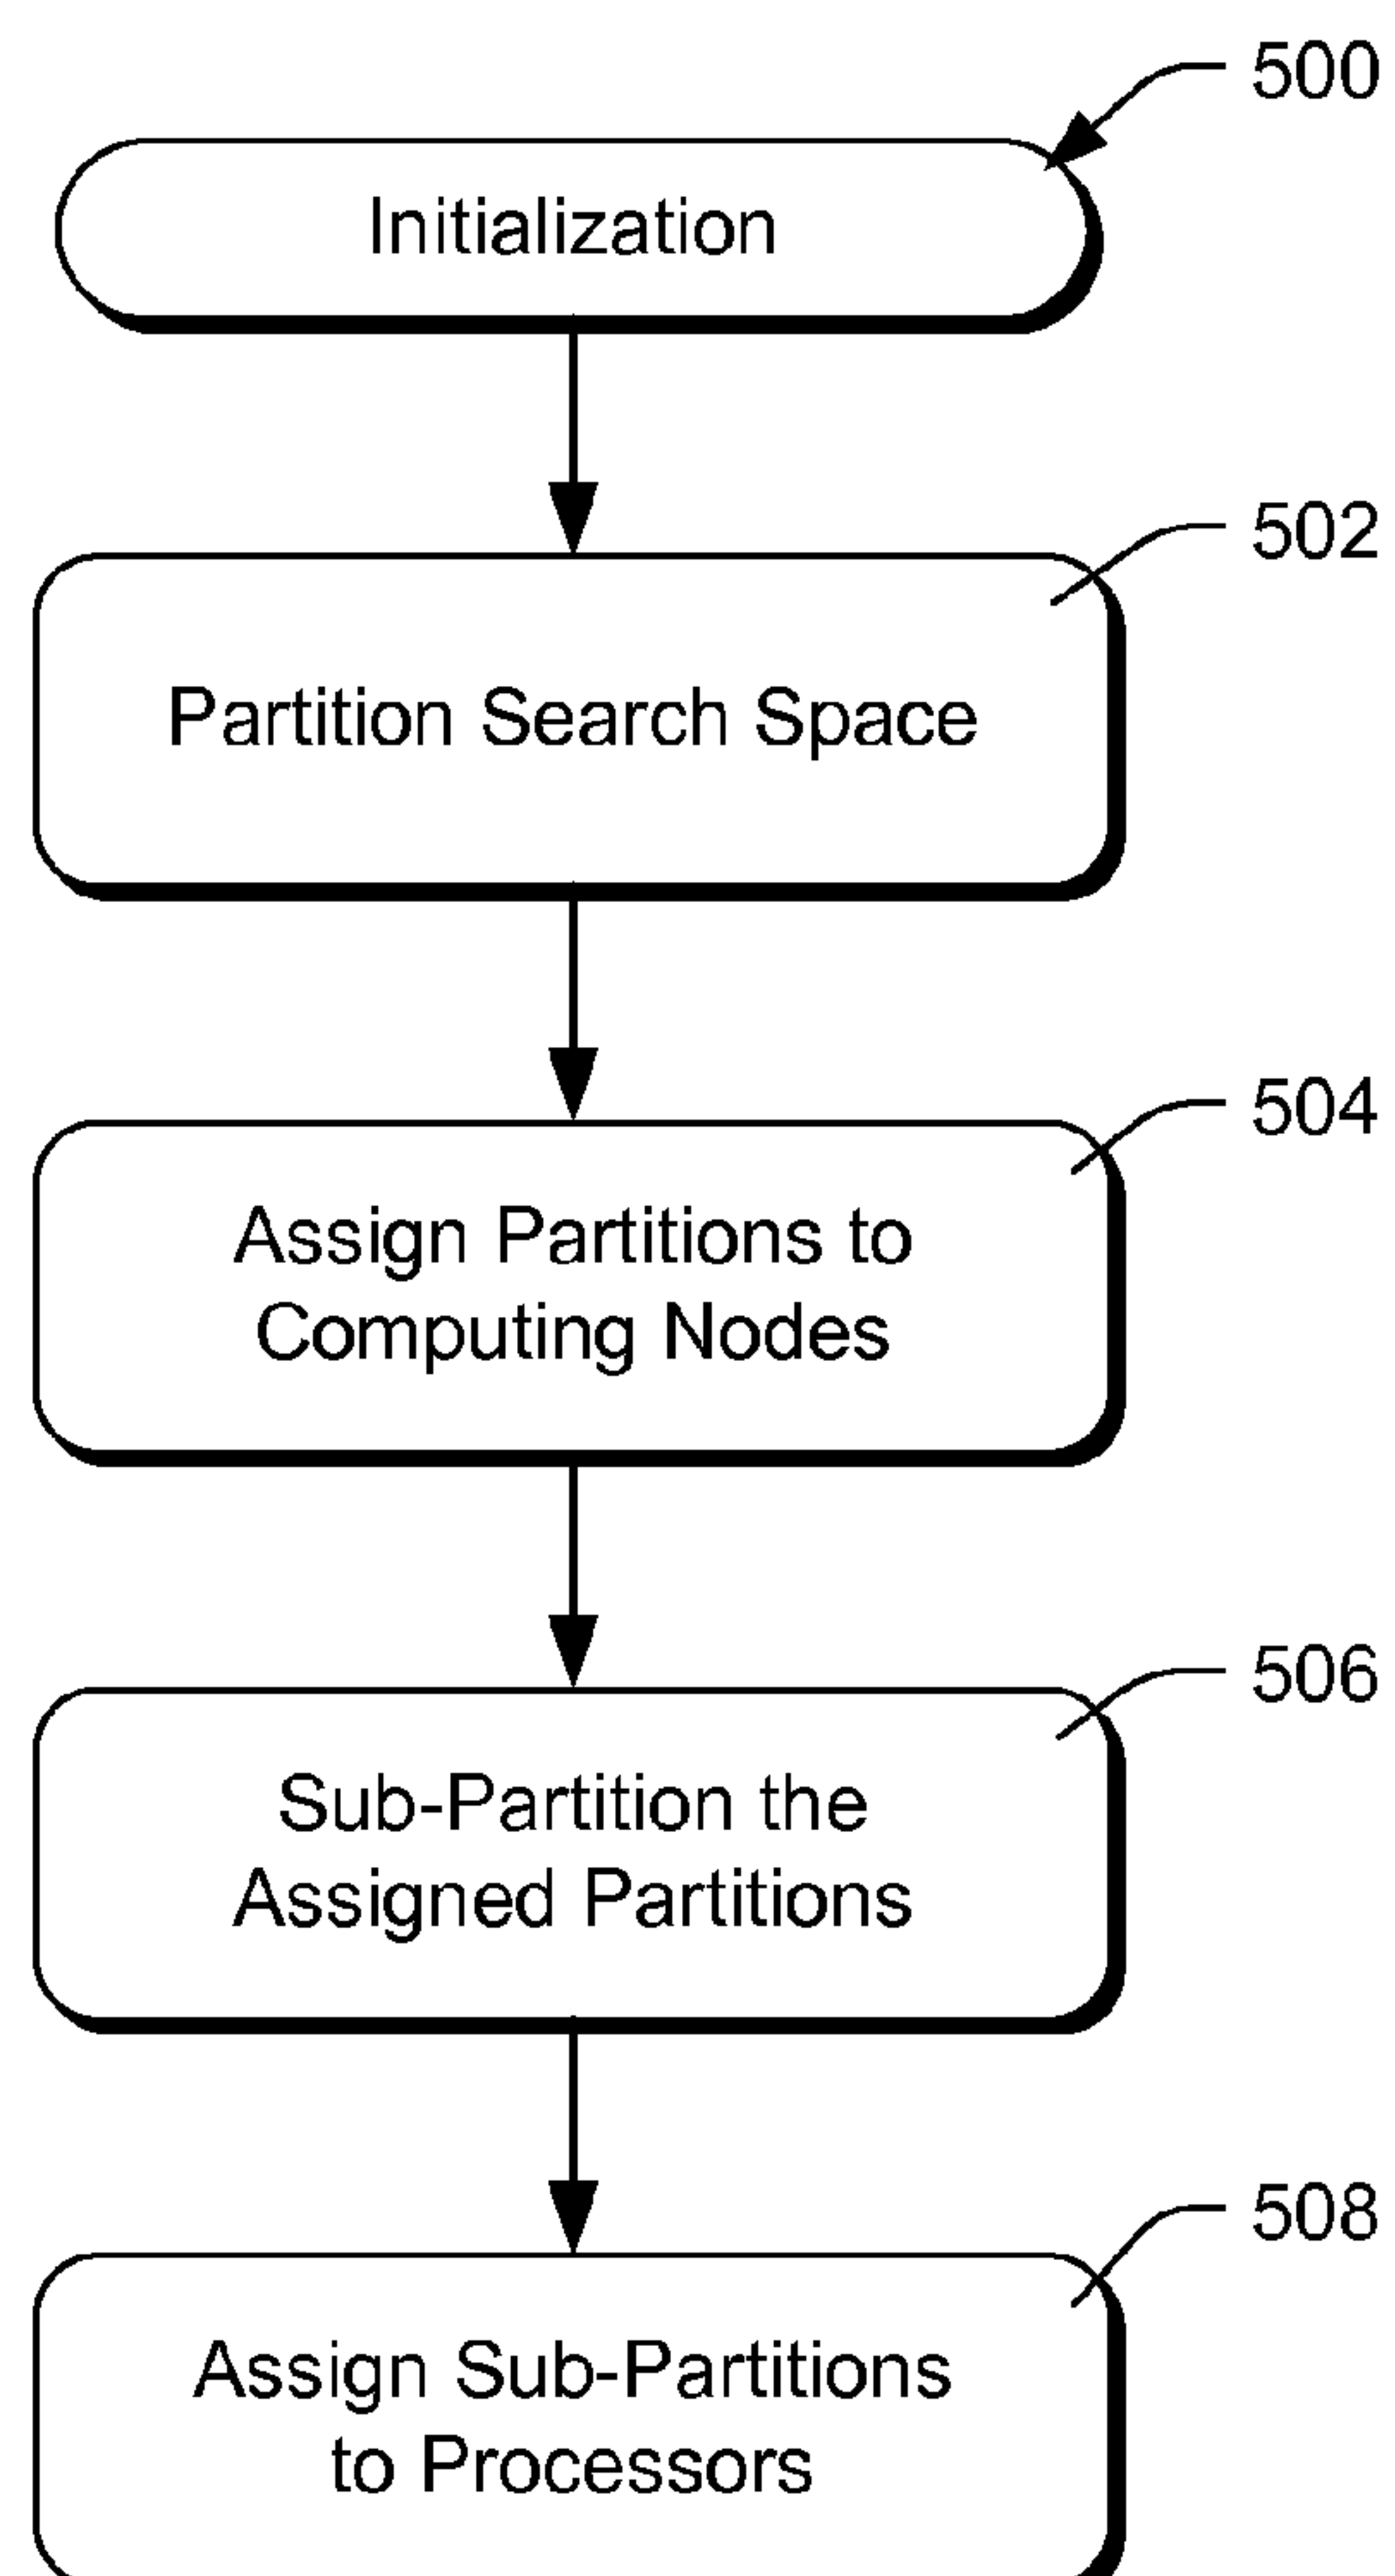 500
Initialization
502
Partition Search Space
504
Assign Partitions to
Computing Nodes
506
Sub-Partition the
Assigned Partitions
508
Assign Sub-Partitions
to Processors